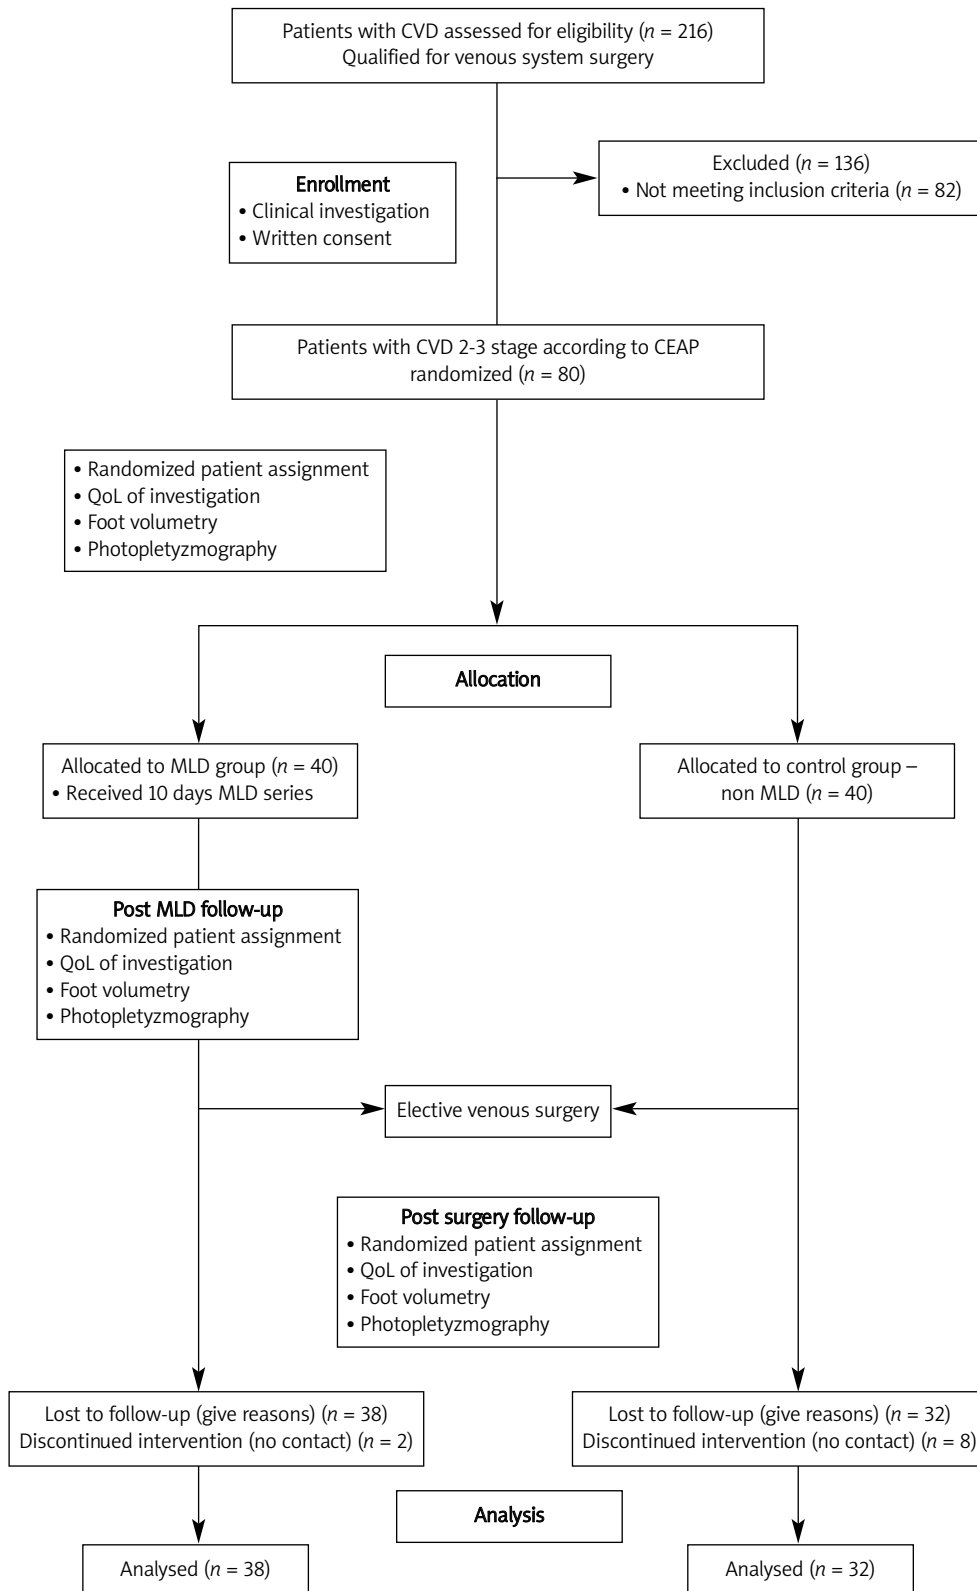 Patients with CVD assessed for eligibility (n = 216)
Qualified for venous system surgery
Excluded (n = 136)
• Not meeting inclusion criteria (n = 82)
Enrollment
• Clinical investigation
• Written consent
Patients with CVD 2-3 stage according to CEAP
randomized (n = 80)
• Randomized patient assignment
• QoL of investigation
• Foot volumetry
• Photopletyzmography
Allocation
Allocated to MLD group (n = 40)
• Received 10 days MLD series
Allocated to control group –
non MLD (n = 40)
Post MLD follow-up
• Randomized patient assignment
• QoL of investigation
• Foot volumetry
• Photopletyzmography
Elective venous surgery
Post surgery follow-up
• Randomized patient assignment
• QoL of investigation
• Foot volumetry
• Photopletyzmography
Lost to follow-up (give reasons) (n = 38)
Discontinued intervention (no contact) (n = 2)
Lost to follow-up (give reasons) (n = 32)
Discontinued intervention (no contact) (n = 8)
Analysis
Analysed (n = 38)
Analysed (n = 32)